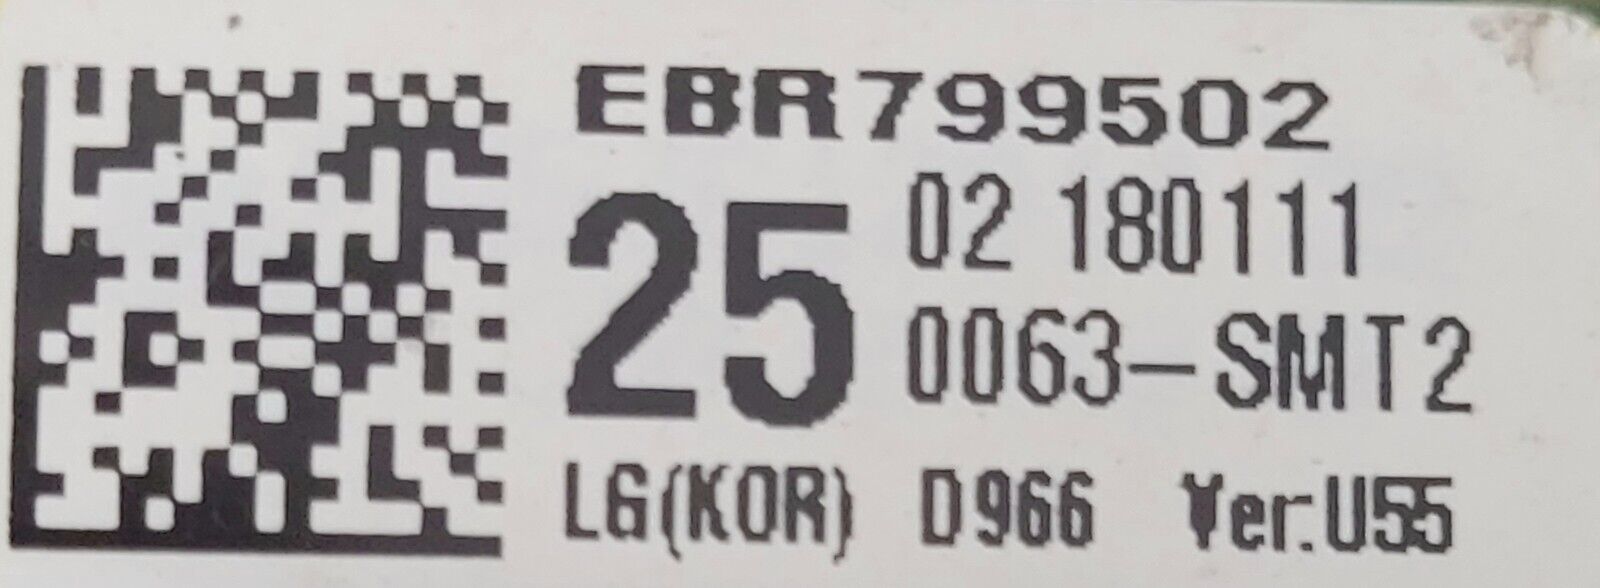 EBR799502
25 02 180111
0063-SMT2
LG(KOR) D966 Ver.U55